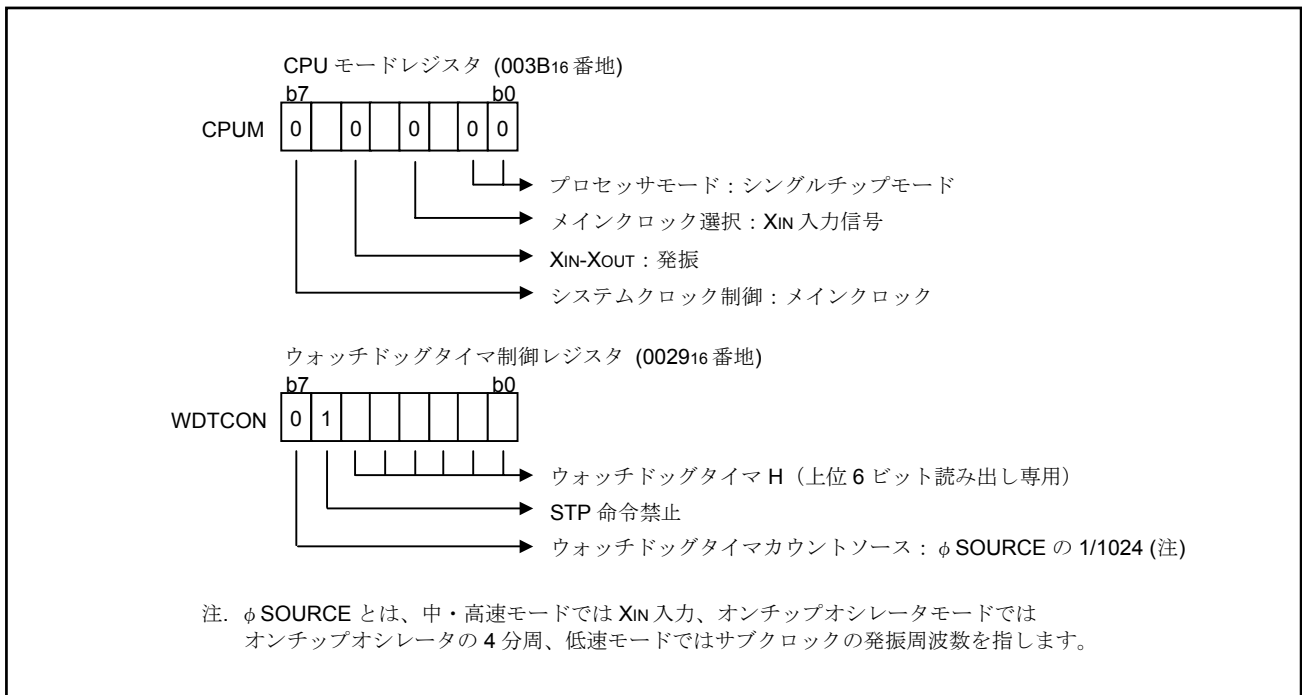 CPU モードレジスタ (003B16 番地)
b7 b0
CPUM 0 0 0 0 0
プロセッサモード：シングルチップモード
メインクロック選択：XIN 入力信号
XIN-XOUT：発振
システムクロック制御：メインクロック
ウォッチドッグタイマ制御レジスタ (002916 番地)
b7 b0
WDTCON 0 1
ウォッチドッグタイマ H（上位 6 ビット読み出し専用）
STP 命令禁止
ウォッチドッグタイマカウントソース：φSOURCE の 1/1024 (注)
注. φSOURCE とは、中・高速モードでは XIN 入力、オンチップオシレータモードでは
オンチップオシレータの 4 分周、低速モードではサブクロックの発振周波数を指します。